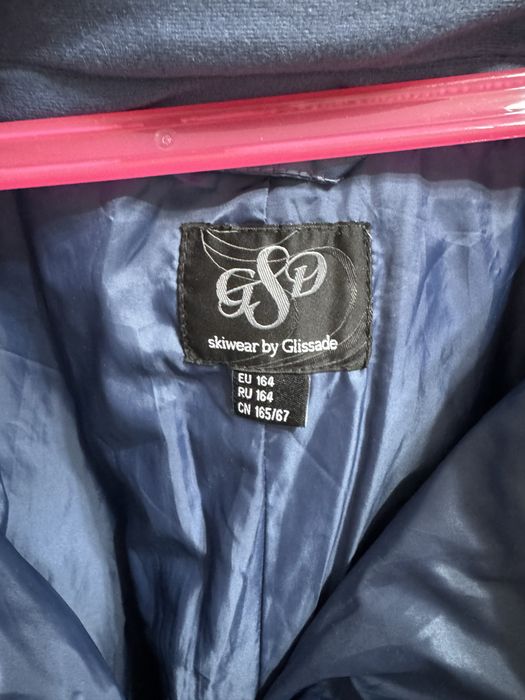 GSD
skiwear by Glissade
EU 164
RU 164
CN 165/67